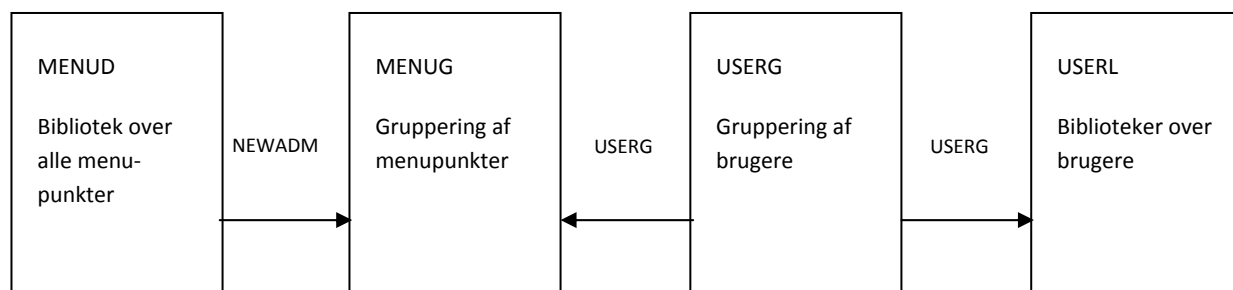 MENUD
Bibliotek over
alle menu-
punkter
NEWADM
MENUG
Gruppering af
menupunkter
USERG
USERG
Gruppering af
brugere
USERG
USERL
Biblioteker over
brugere